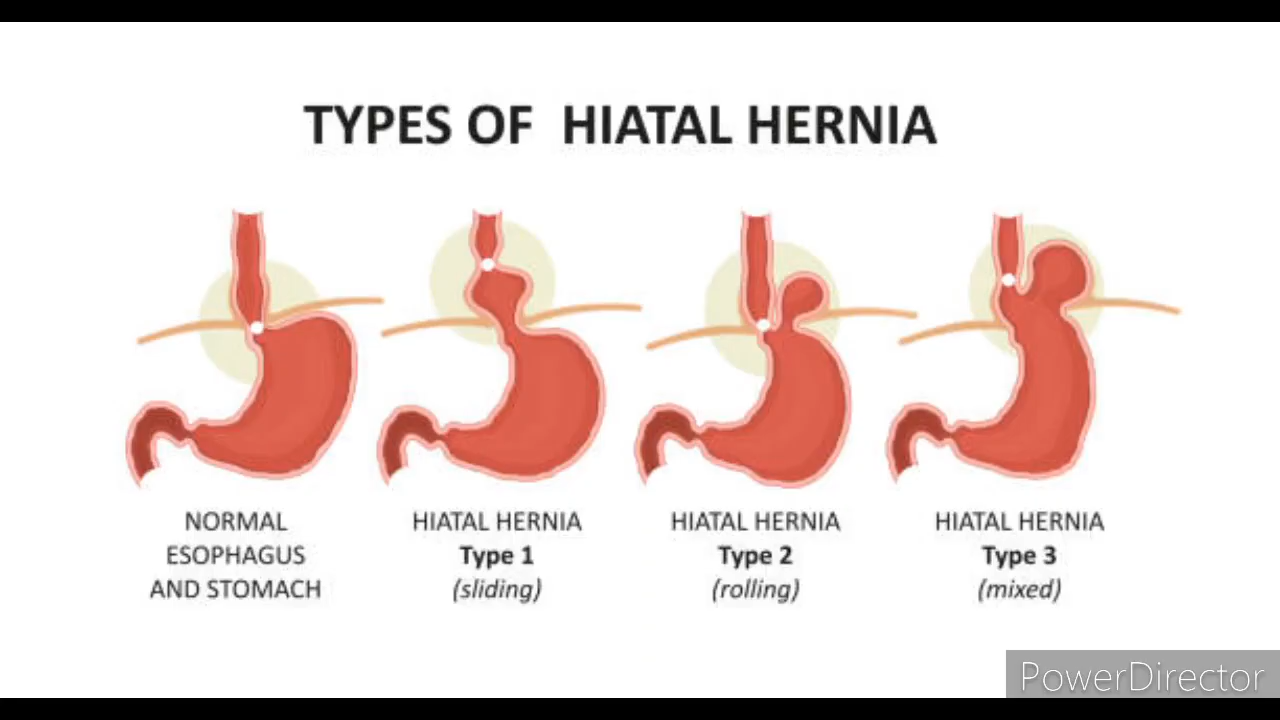 TYPES OF HIATAL HERNIA
NORMAL
ESOPHAGUS
AND STOMACH
HIATAL HERNIA
Type 1
(sliding)
HIATAL HERNIA
Type 2
(rolling)
HIATAL HERNIA
Type 3
(mixed)
PowerDirector